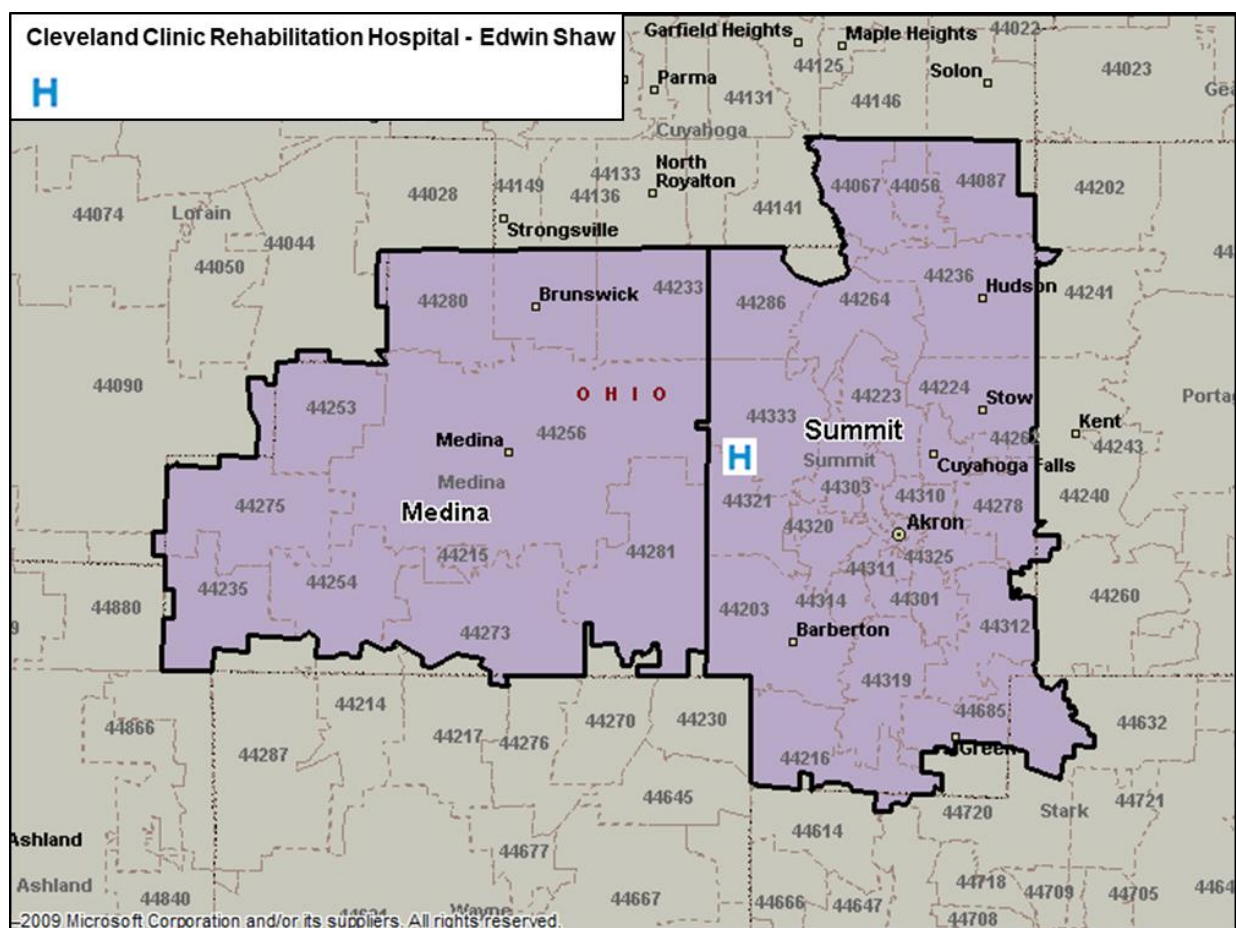 Cleveland Clinic Rehabilitation Hospital - Edwin Shaw
H
Garfield Heights
Maple Heights
44022
44125
Parma
Solon
44023
44131
44146
Cuyahoga
North
Royalton
44133
44149
44136
44028
44067
44056
44087
44202
44074
Lorain
44141
Strongsville
44044
44050
44236
Hudson
44241
44280
Brunswick
44233
44286
44264
44090
OHIO
44253
44223
44224
Stow
Portag
44256
44333
Summit
Kent
Medina
H
Summit
44243
Cuyahoga Falls
Medina
44303
44310
44240
44275
Medina
44321
44278
44320
Akron
44215
44281
44325
44235
44254
44311
44880
44203
44314
44301
44260
44273
Barberton
44312
44319
44214
44685
44866
44217
44276
44270
44230
44632
44287
44216
Green
44645
44720
Stark
44721
44614
Ashland
44677
Ashland
44840
44667
44666
44647
44718
44709
44705
44708
Wayne
2009 Microsoft Corporation and/or its suppliers. All rights reserved.